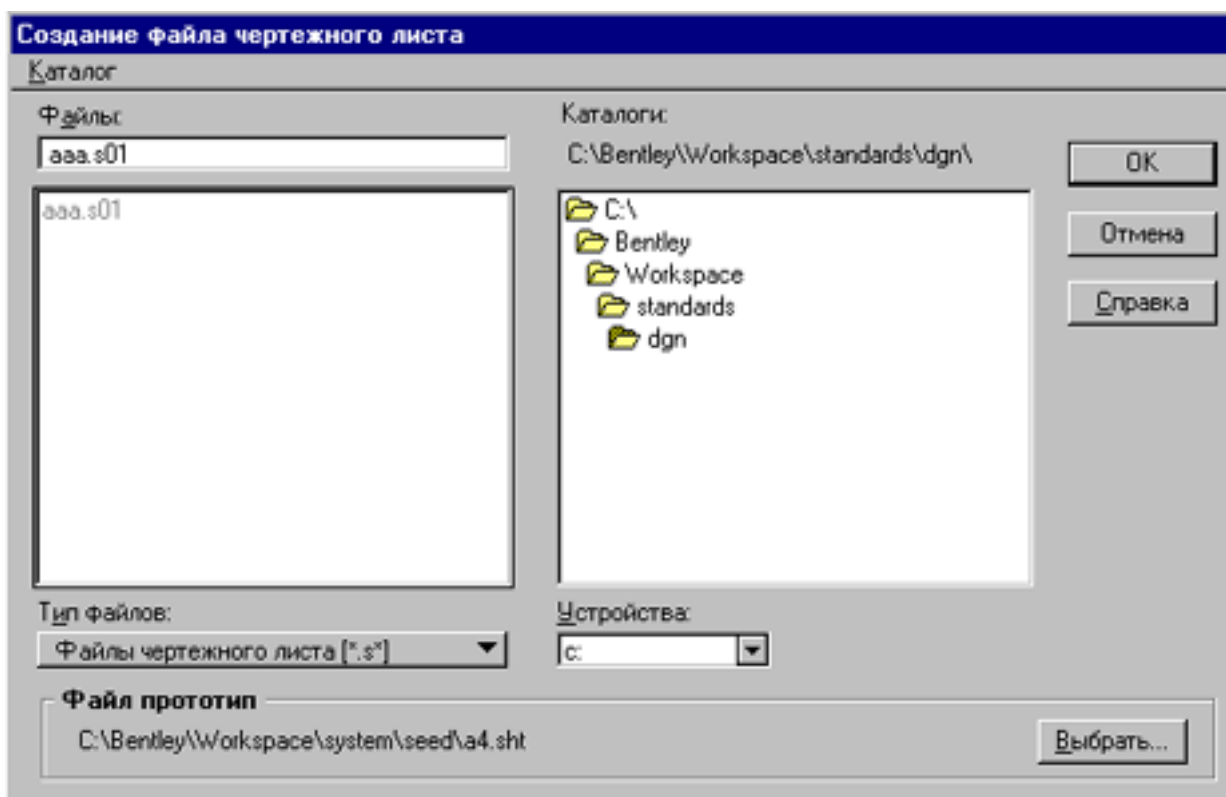 Создание файла чертежного листа
Каталог
Файлы:
aaa.s01
aaa.s01
Тип файлов:
Файлы чертежного листа [*.s*]
Каталоги:
C:\Bentley\Workspace\standards\dgn\
C:\
Bentley
Workspace
standards
dgn
Устройства:
c:
OK
Отмена
Справка
Файл прототип
C:\Bentley\Workspace\system\seed\a4.sht
Выбрать...